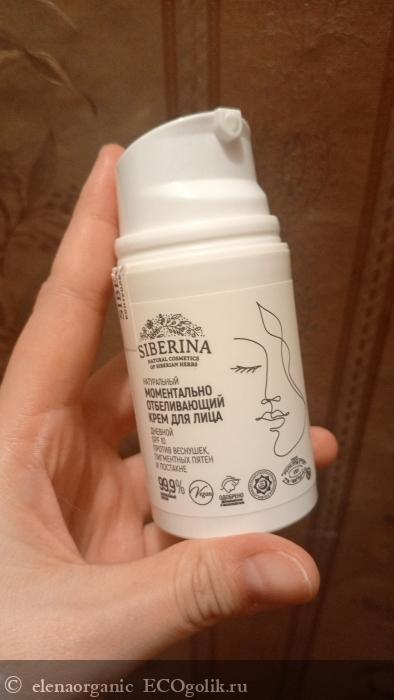 SIBERINA
NATURAL COSMETICS
OF SIBERIAN HERBS
НАТУРАЛЬНЫЙ
МОМЕНТАЛЬНО
ОТБЕЛИВАЮЩИЙ
КРЕМ ДЛЯ ЛИЦА
ДНЕВНОЙ
SPF 10
ПРОТИВ ВЕСНУШЕК,
ПИГМЕНТНЫХ ПЯТЕН
И ПОСТАКНЕ
99,9%
Vegan
ОДОБРЕНО
© elenaorganic ECOgolik.ru